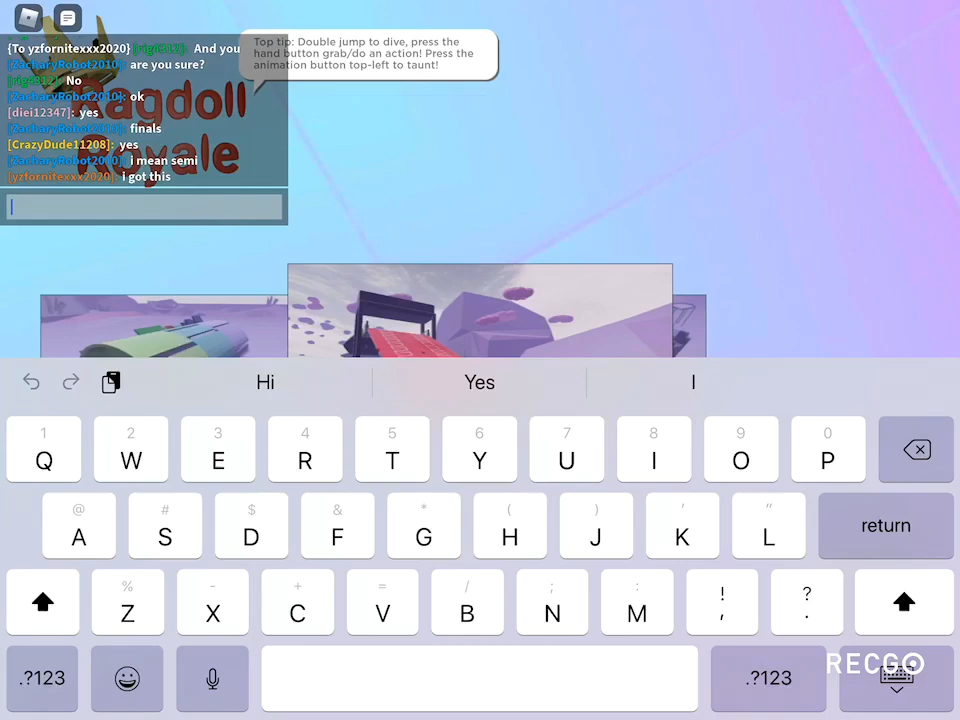 {To yzfornitexxx2020} [rig4312]: And you
[ZacharyRobot2010]: are you sure?
[rig4312]: No
[ZacharyRobot2010]: ok
[diei12347]: yes
[ZacharyRobot2010]: finals
[CrazyDude11208]: yes
[ZacharyRobot2010]: i mean semi
[yzfornitexxx2020]: i got this
Ragdoll
Royale
Top tip: Double jump to dive, press the
hand button grab/do an action! Press the
animation button top-left to taunt!
Hi Yes I
1 2 3 4 5 6 7 8 9 0
Q W E R T Y U I O P
@ # $ & * ( ) ' "
A S D F G H J K L return
% - + = / ; : ! ?
Z X C V B N M , .
.?123 .?123
RECGO